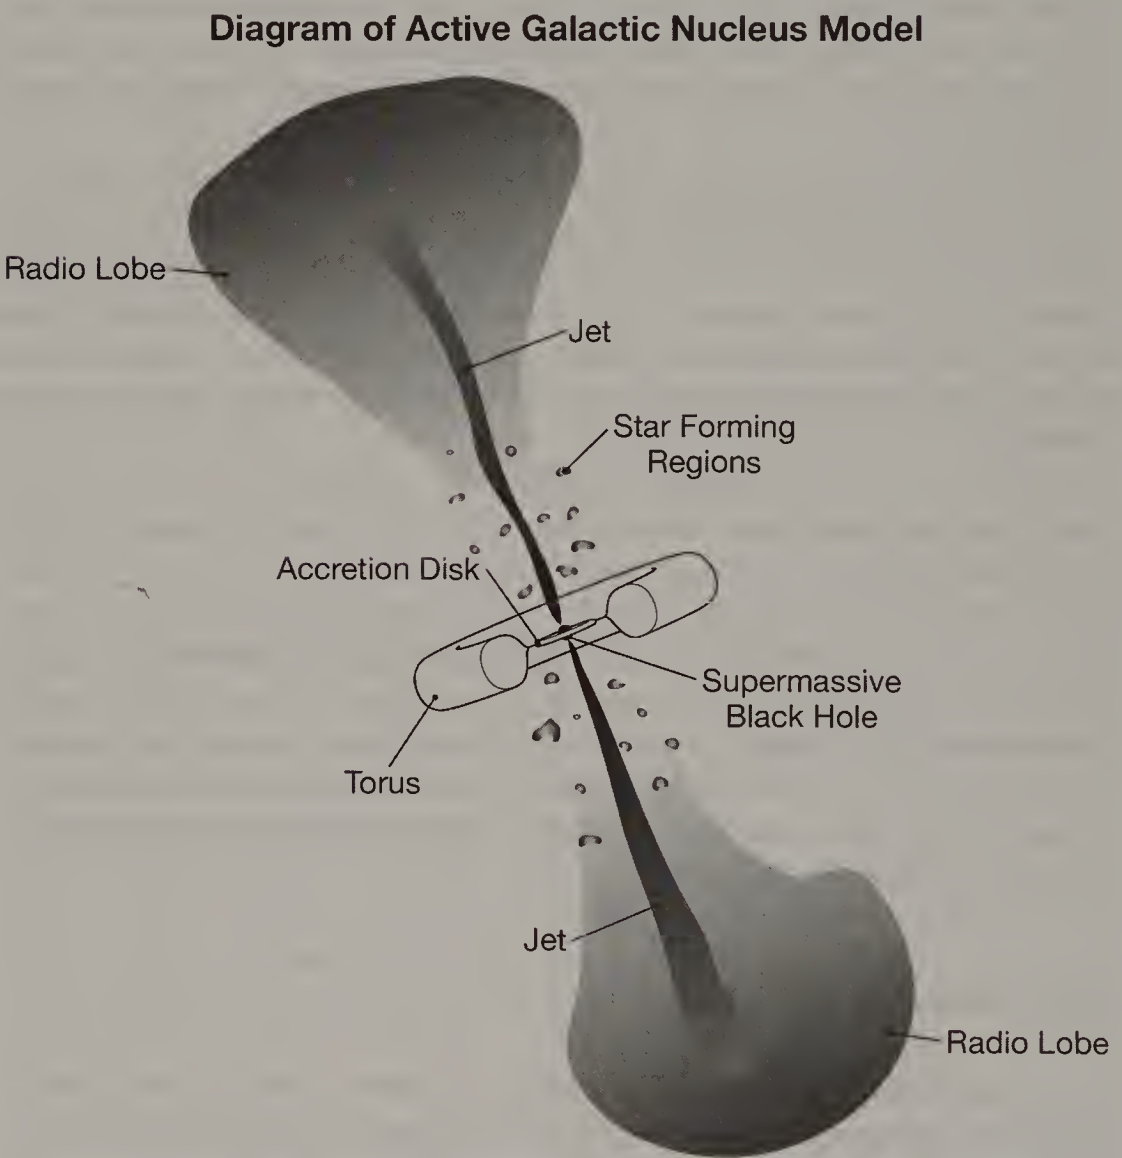 Diagram of Active Galactic Nucleus Model
Radio Lobe
Jet
Star Forming
Regions
Accretion Disk
Supermassive
Black Hole
Torus
Jet
Radio Lobe